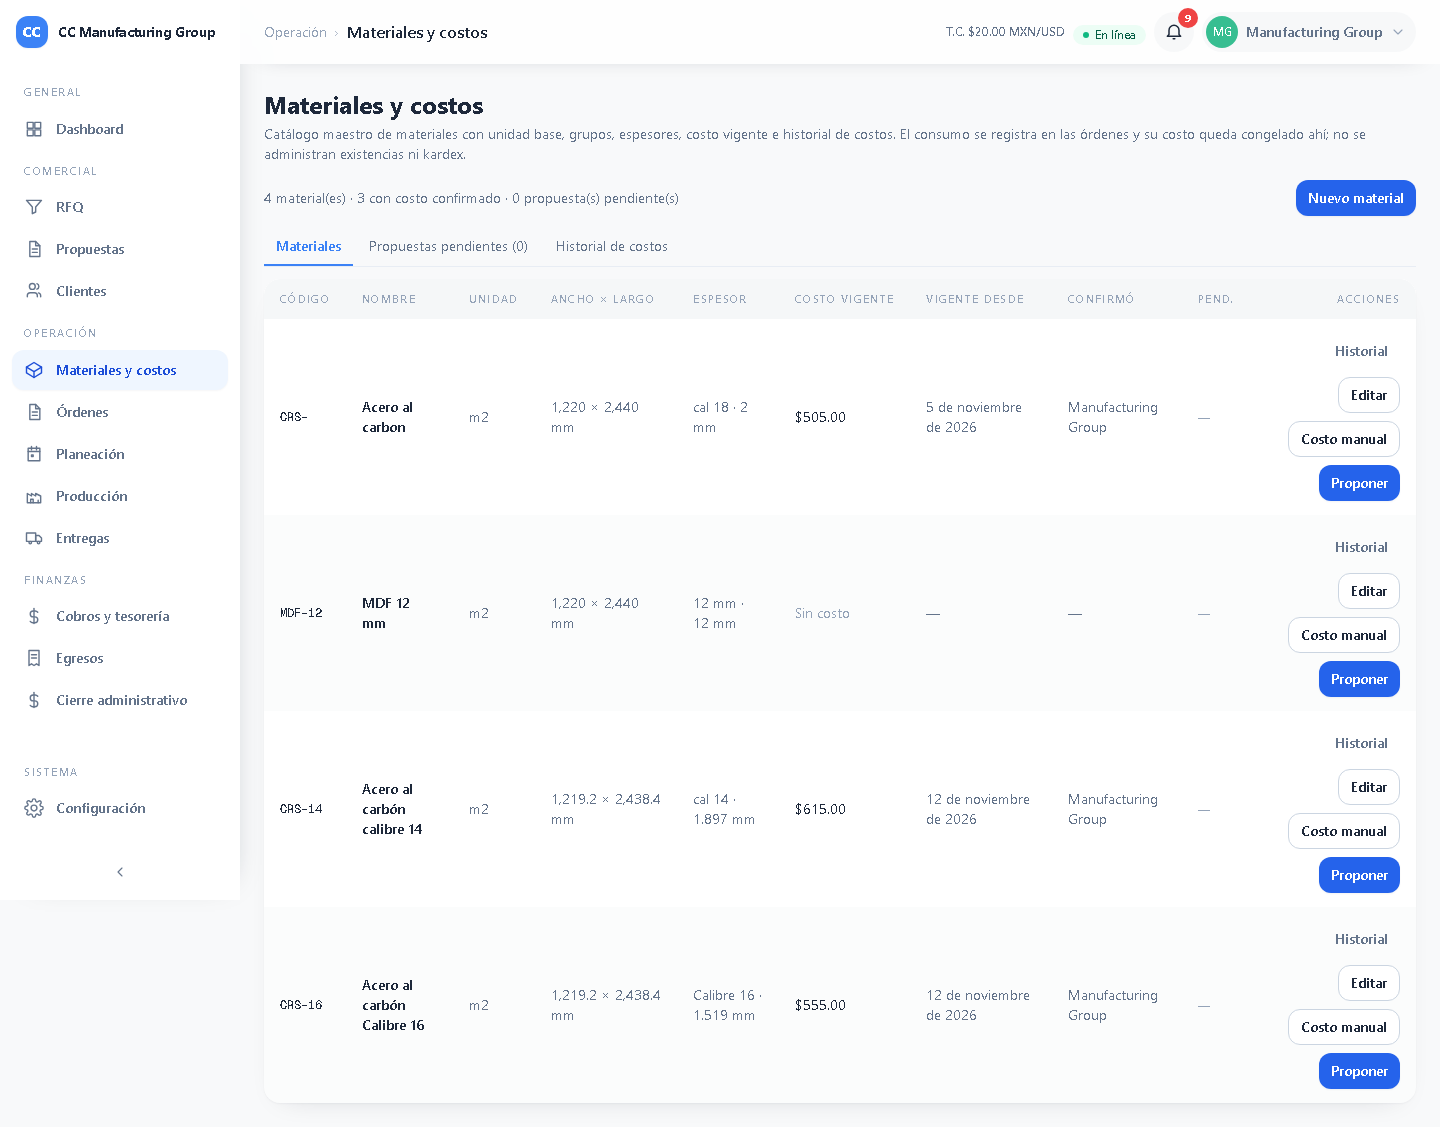 CC CC Manufacturing Group
GENERAL
Dashboard
COMERCIAL
RFQ
Propuestas
Clientes
OPERACIÓN
Materiales y costos
Órdenes
Planeación
Producción
Entregas
FINANZAS
Cobros y tesorería
Egresos
Cierre administrativo
SISTEMA
Configuración
Operación › Materiales y costos
T.C. $20.00 MXN/USD
En línea
9
MG Manufacturing Group
Materiales y costos
Catálogo maestro de materiales con unidad base, grupos, espesores, costo vigente e historial de costos. El consumo se registra en las órdenes y su costo queda congelado ahí; no se
administran existencias ni kardex.
4 material(es) · 3 con costo confirmado · 0 propuesta(s) pendiente(s)
Nuevo material
Materiales Propuestas pendientes (0) Historial de costos
CÓDIGO NOMBRE UNIDAD ANCHO × LARGO ESPESOR COSTO VIGENTE VIGENTE DESDE CONFIRMÓ PEND. ACCIONES
CRS-
Acero al
carbon
m2
1,220 × 2,440
mm
cal 18 · 2
mm
$505.00
5 de noviembre
de 2026
Manufacturing
Group
—
Historial
Editar
Costo manual
Proponer
MDF-12
MDF 12
mm
m2
1,220 × 2,440
mm
12 mm ·
12 mm
Sin costo
—
—
—
Historial
Editar
Costo manual
Proponer
CRS-14
Acero al
carbón
calibre 14
m2
1,219.2 × 2,438.4
mm
cal 14 ·
1.897 mm
$615.00
12 de noviembre
de 2026
Manufacturing
Group
—
Historial
Editar
Costo manual
Proponer
CRS-16
Acero al
carbón
Calibre 16
m2
1,219.2 × 2,438.4
mm
Calibre 16 ·
1.519 mm
$555.00
12 de noviembre
de 2026
Manufacturing
Group
—
Historial
Editar
Costo manual
Proponer